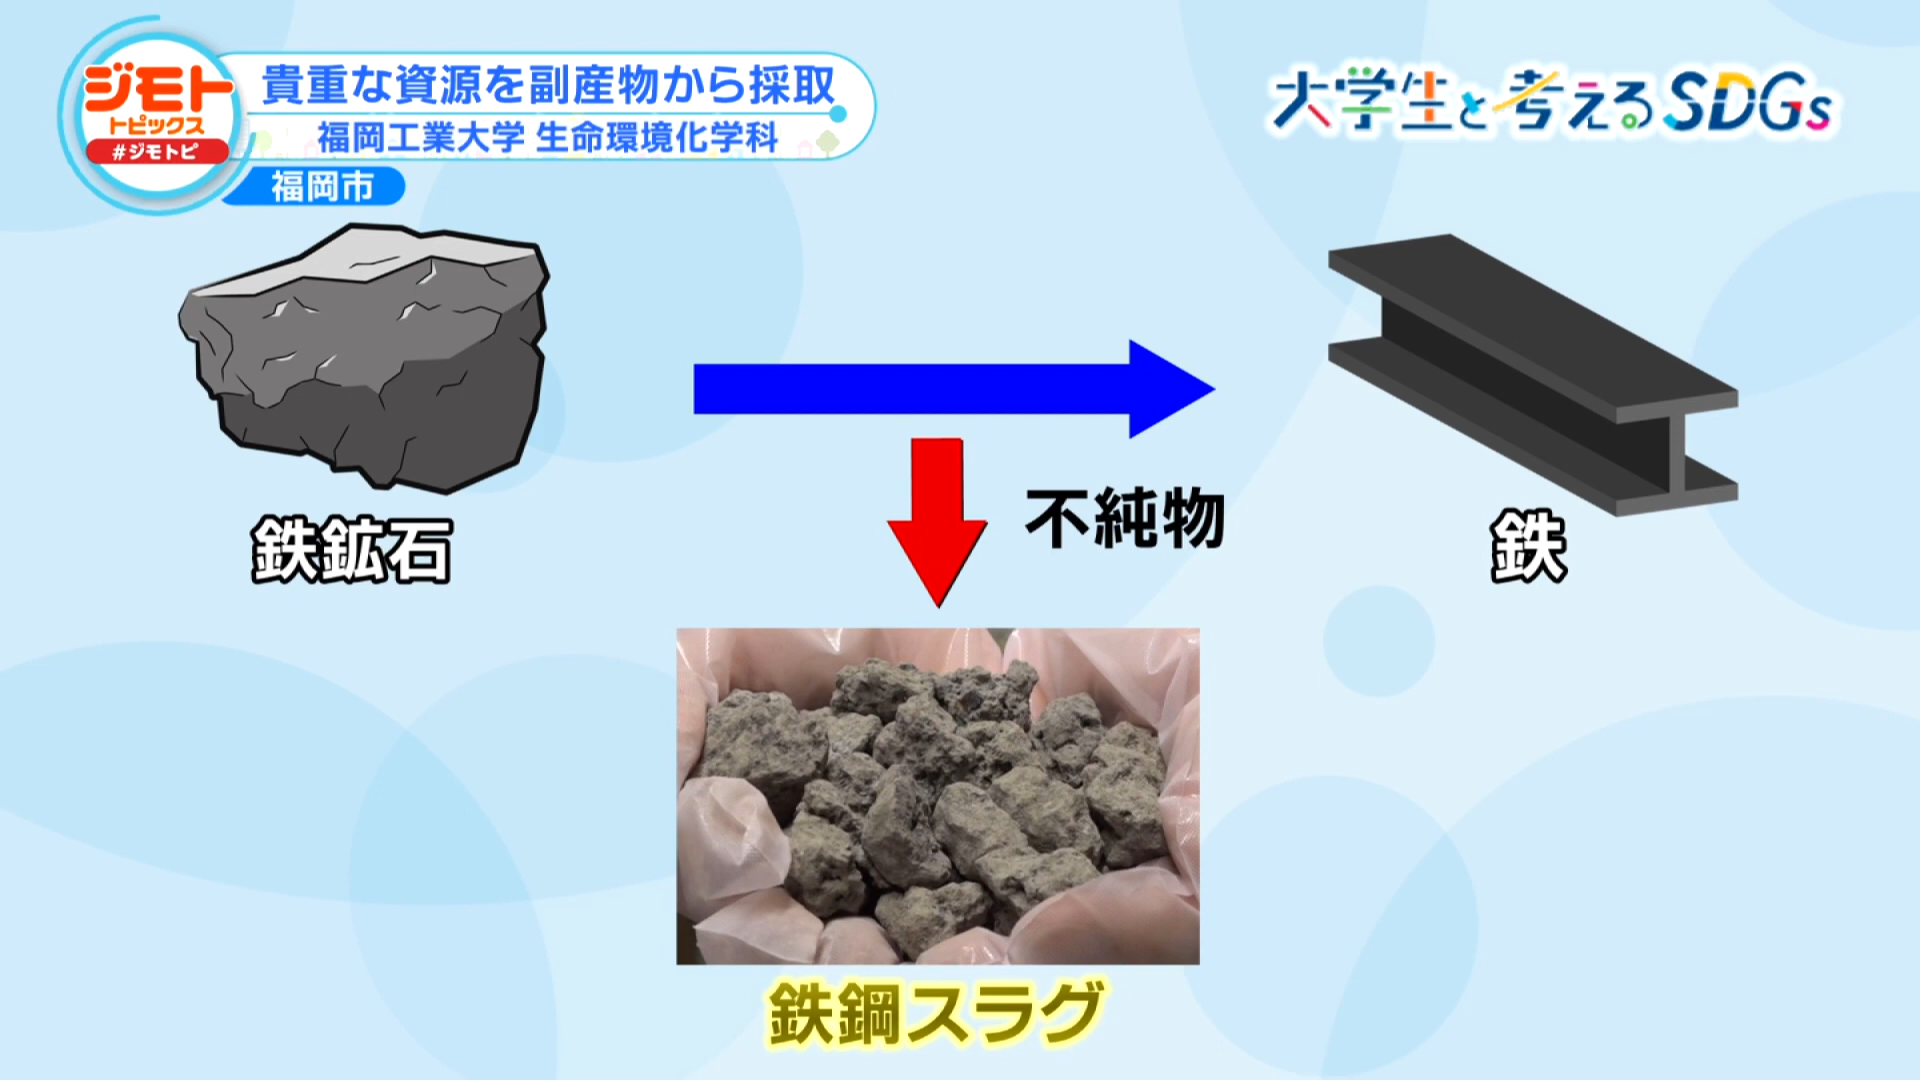 ジモト
トピックス
#ジモトピ
貴重な資源を副産物から採取
福岡工業大学 生命環境化学科
福岡市
大学生と考えるSDGs
鉄鉱石
不純物
鉄
鉄鋼スラグ